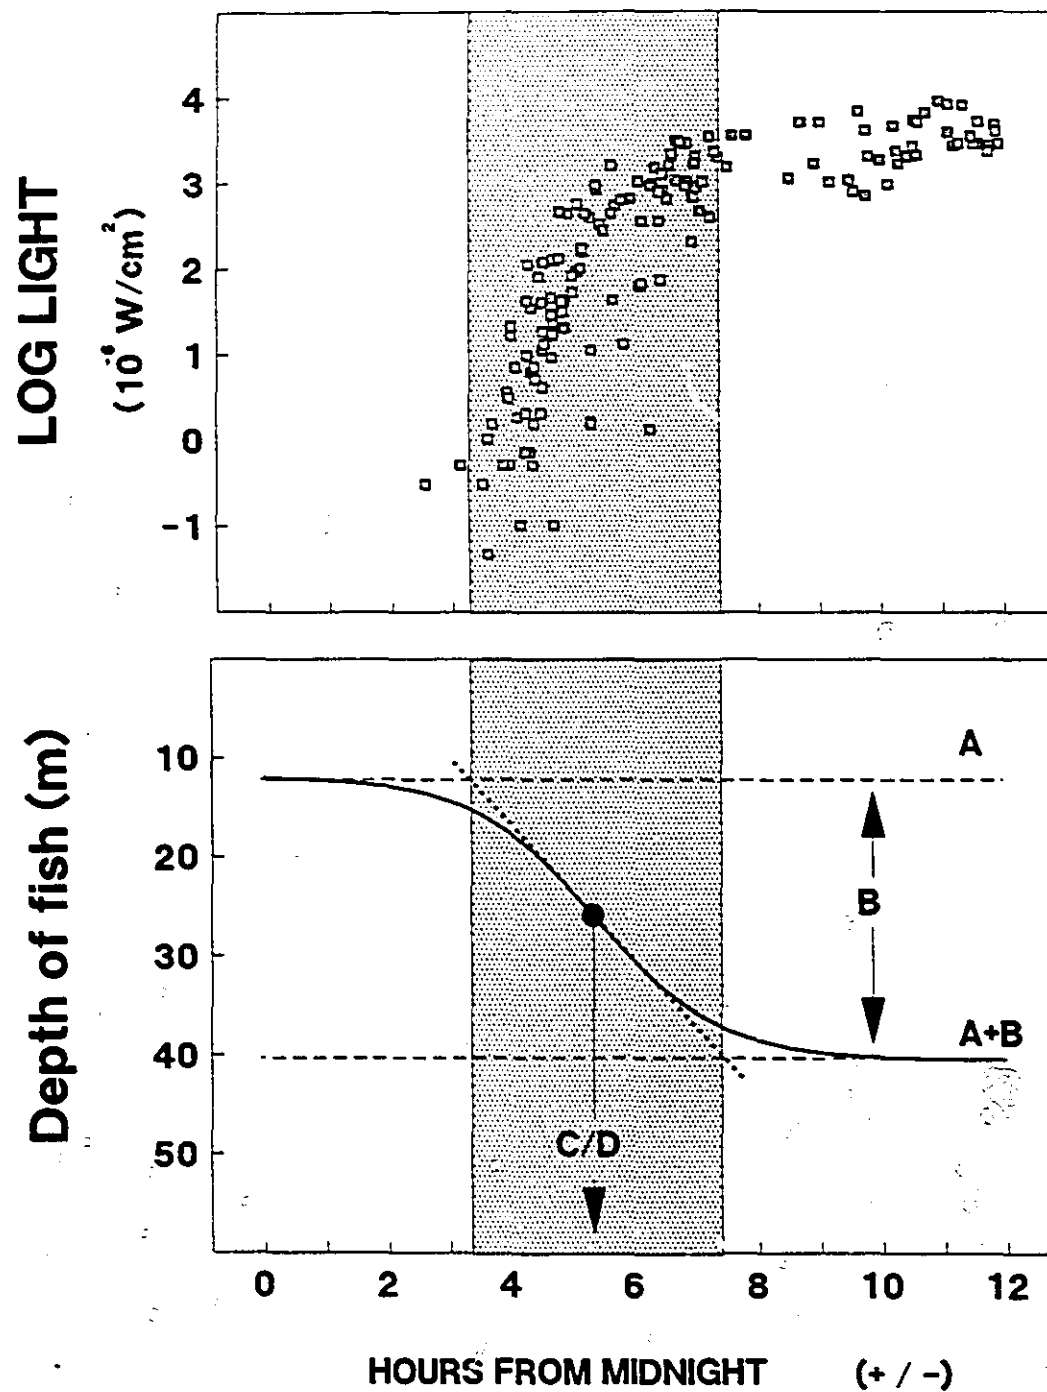 LOG LIGHT
(10⁻⁶ W/cm²)
4
3
2
1
0
-1
Depth of fish (m)
10
20
30
40
50
A
B
A+B
C/D
0 2 4 6 8 10 12
HOURS FROM MIDNIGHT (+ / -)